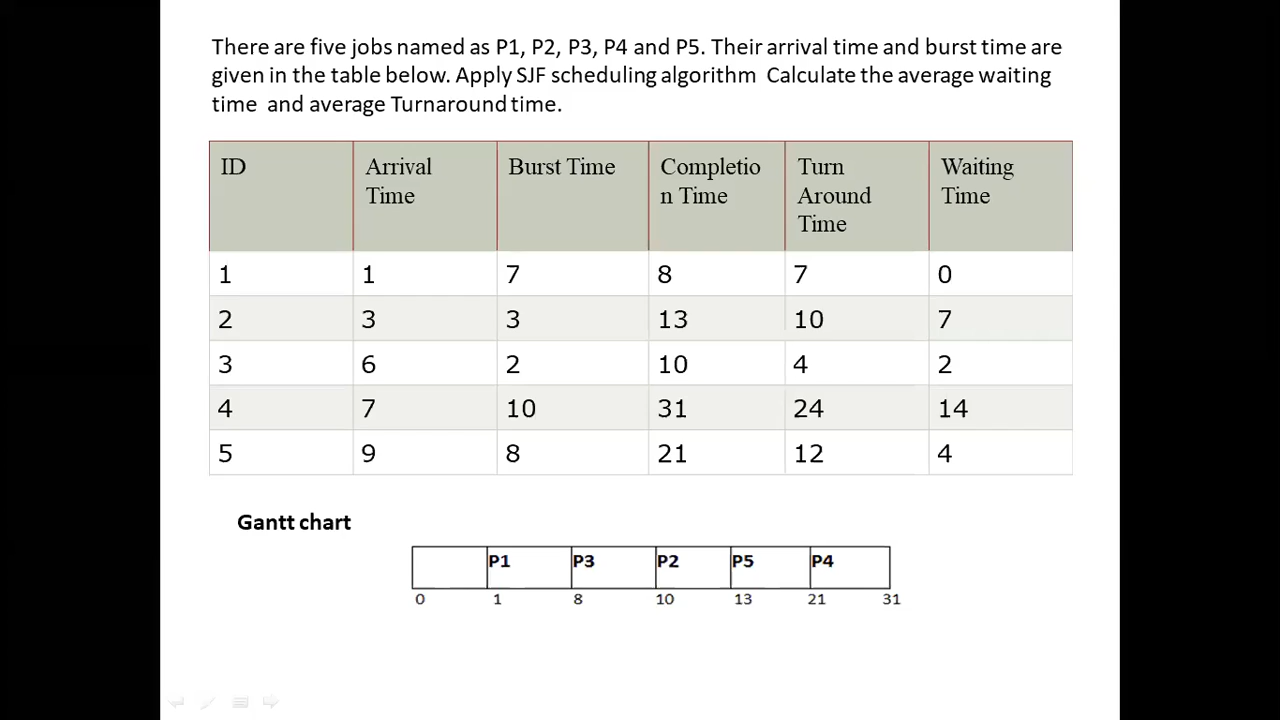 There are five jobs named as P1, P2, P3, P4 and P5. Their arrival time and burst time are
given in the table below. Apply SJF scheduling algorithm Calculate the average waiting
time and average Turnaround time.
ID Arrival Time Burst Time Completio n Time Turn Around Time Waiting Time
1 1 7 8 7 0
2 3 3 13 10 7
3 6 2 10 4 2
4 7 10 31 24 14
5 9 8 21 12 4
Gantt chart
P1 P3 P2 P5 P4
0 1 8 10 13 21 31